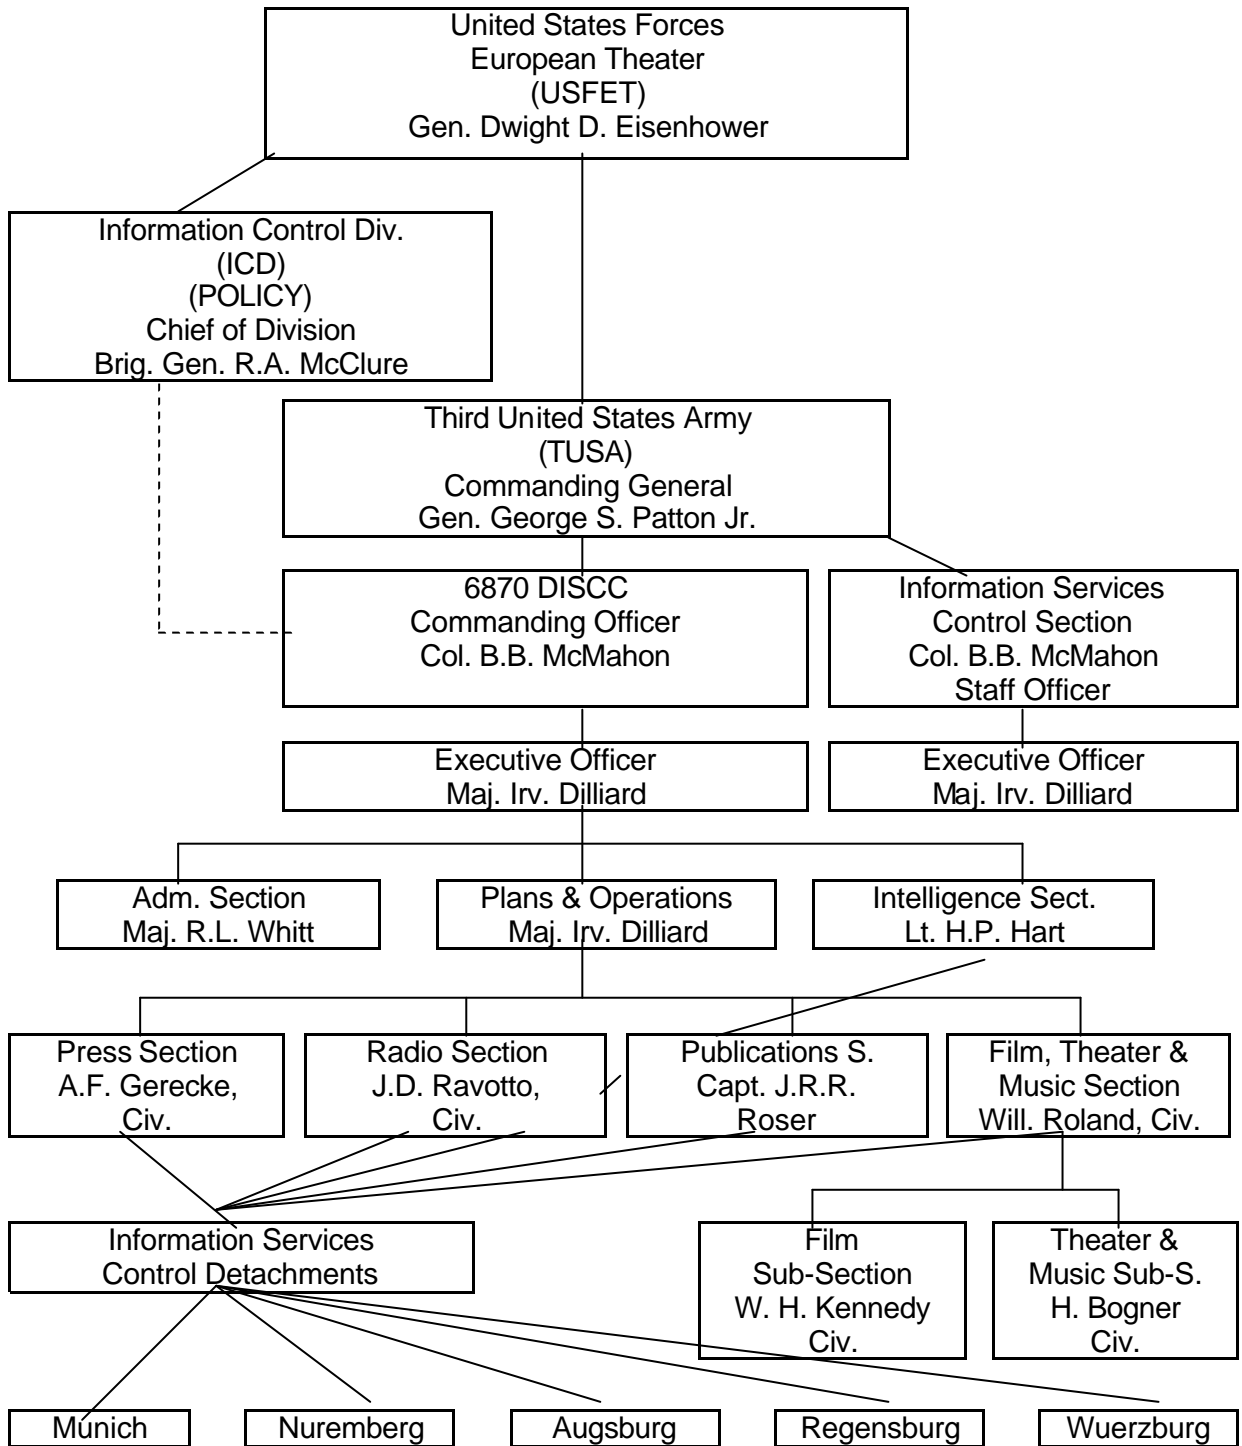 United States Forces
European Theater
(USFET)
Gen. Dwight D. Eisenhower
Information Control Div.
(ICD)
(POLICY)
Chief of Division
Brig. Gen. R.A. McClure
Third United States Army
(TUSA)
Commanding General
Gen. George S. Patton Jr.
6870 DISCC
Commanding Officer
Col. B.B. McMahon
Information Services
Control Section
Col. B.B. McMahon
Staff Officer
Executive Officer
Maj. Irv. Dilliard
Executive Officer
Maj. Irv. Dilliard
Adm. Section
Maj. R.L. Whitt
Plans & Operations
Maj. Irv. Dilliard
Intelligence Sect.
Lt. H.P. Hart
Press Section
A.F. Gerecke,
Civ.
Radio Section
J.D. Ravotto,
Civ.
Publications S.
Capt. J.R.R.
Roser
Film, Theater &
Music Section
Will. Roland, Civ.
Information Services
Control Detachments
Film
Sub-Section
W. H. Kennedy
Civ.
Theater &
Music Sub-S.
H. Bogner
Civ.
Munich
Nuremberg
Augsburg
Regensburg
Wuerzburg